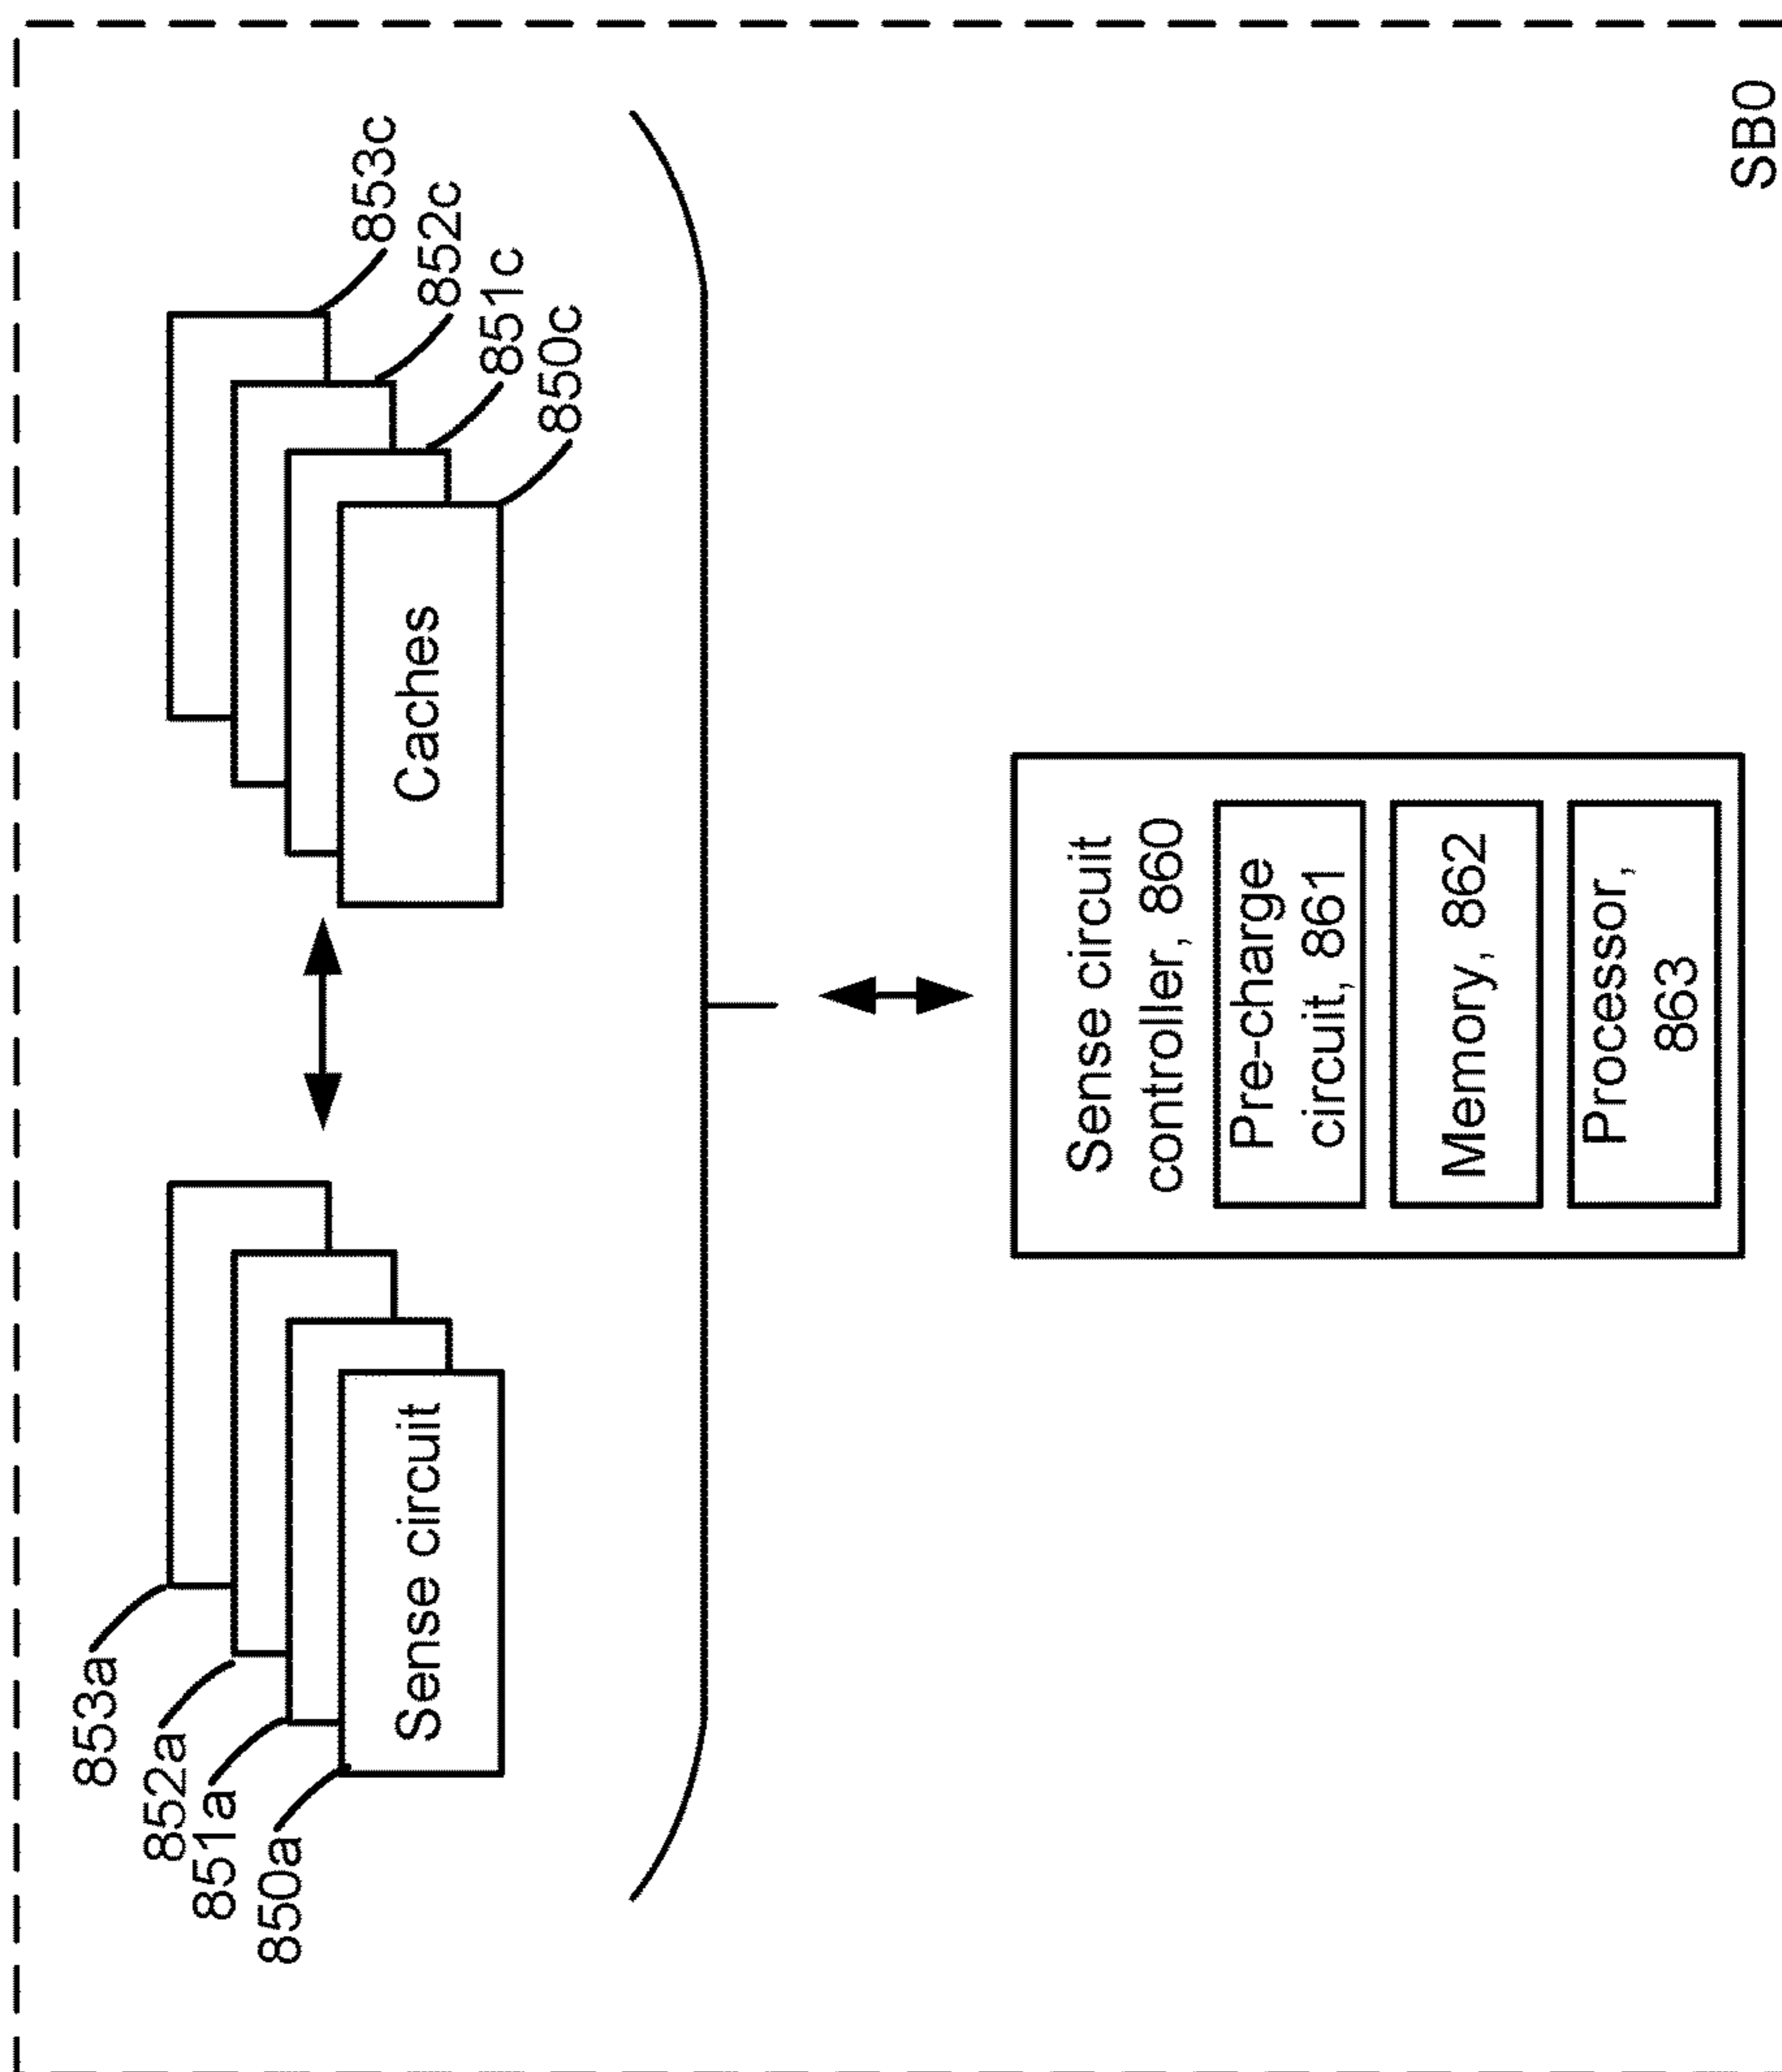 853a
852a
851a
850a
Sense circuit
853c
852c
851c
850c
Caches
Sense circuit
controller, 860
Pre-charge
circuit, 861
Memory, 862
Processor,
863
SB0